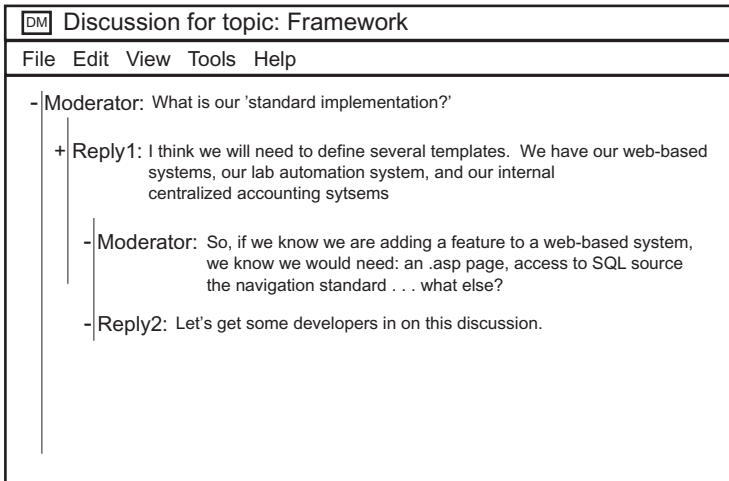 DM Discussion for topic: Framework
File Edit View Tools Help
- Moderator: What is our 'standard implementation?'
+ Reply1: I think we will need to define several templates. We have our web-based
systems, our lab automation system, and our internal
centralized accounting sytsems
- Moderator: So, if we know we are adding a feature to a web-based system,
we know we would need: an .asp page, access to SQL source
the navigation standard . . . what else?
- Reply2: Let's get some developers in on this discussion.